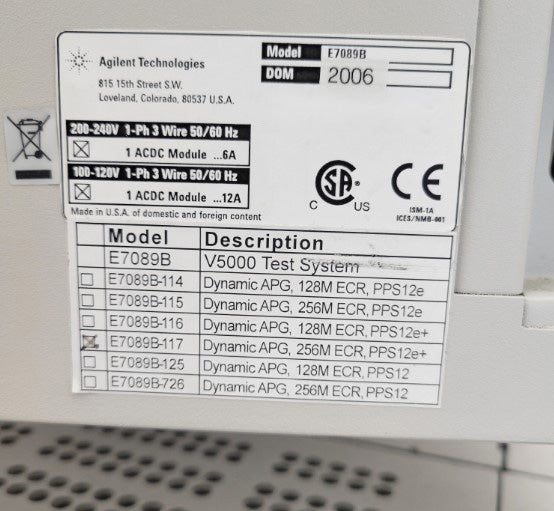 Agilent Technologies
815 15th Street S.W.
Loveland, Colorado, 80537 U.S.A.
Model E7089B
DOM 2006
200-240V 1-Ph 3 Wire 50/60 Hz
1 ACDC Module ...6A
100-120V 1-Ph 3 Wire 50/60 Hz
1 ACDC Module ...12A
Made in U.S.A. of domestic and foreign content
C SA US
CE
ISM-1A
ICES/NMB-001
Model Description
E7089B V5000 Test System
E7089B-114 Dynamic APG, 128M ECR, PPS12e
E7089B-115 Dynamic APG, 256M ECR, PPS12e
E7089B-116 Dynamic APG, 128M ECR, PPS12e+
E7089B-117 Dynamic APG, 256M ECR, PPS12e+
E7089B-125 Dynamic APG, 128M ECR, PPS12
E7089B-726 Dynamic APG, 256M ECR, PPS12